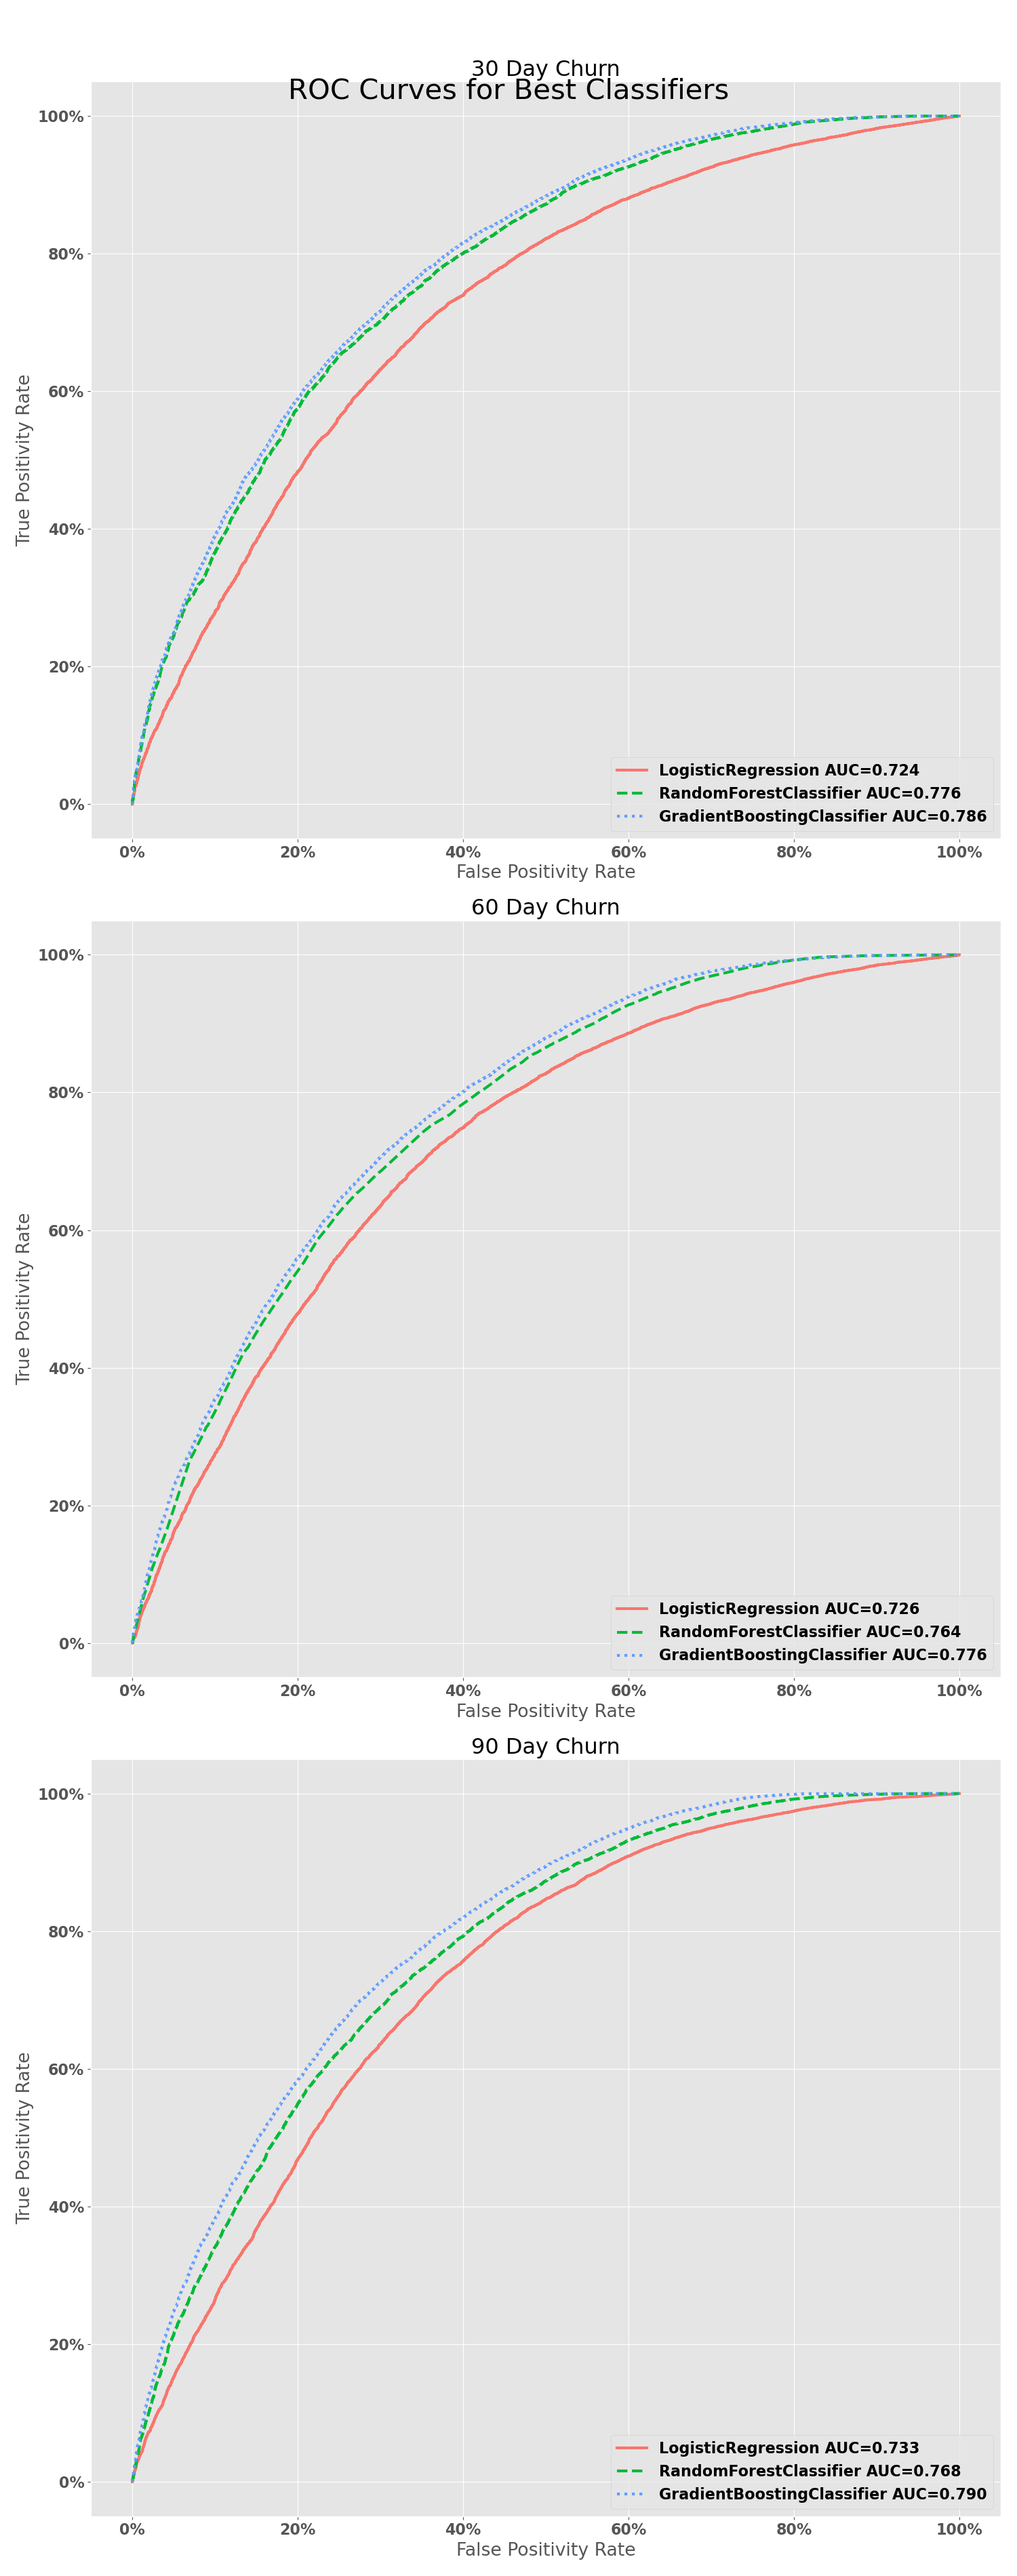 30 Day Churn
ROC Curves for Best Classifiers
100%
80%
60%
40%
20%
0%
True Positivity Rate
LogisticRegression AUC=0.724
RandomForestClassifier AUC=0.776
GradientBoostingClassifier AUC=0.786
0% 20% 40% 60% 80% 100%
False Positivity Rate
60 Day Churn
100%
80%
60%
40%
20%
0%
True Positivity Rate
LogisticRegression AUC=0.726
RandomForestClassifier AUC=0.764
GradientBoostingClassifier AUC=0.776
0% 20% 40% 60% 80% 100%
False Positivity Rate
90 Day Churn
100%
80%
60%
40%
20%
0%
True Positivity Rate
LogisticRegression AUC=0.733
RandomForestClassifier AUC=0.768
GradientBoostingClassifier AUC=0.790
0% 20% 40% 60% 80% 100%
False Positivity Rate